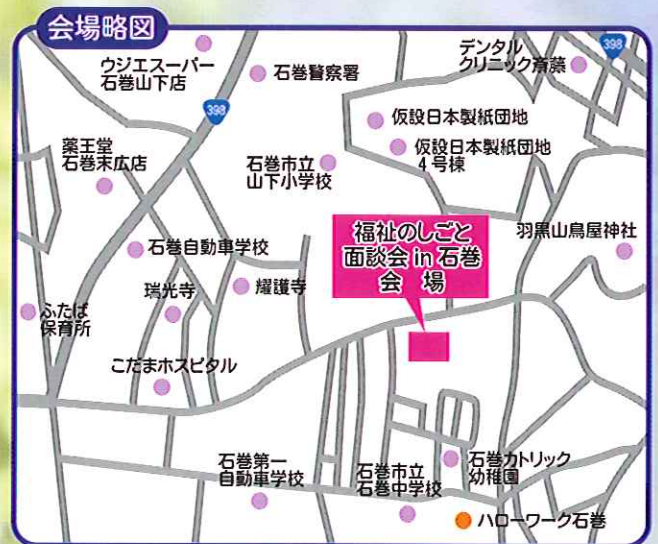 会場略図
398
ウジエスーパー
石巻山下店
石巻警察署
デンタル
クリニック斎藤
398
仮設日本製紙団地
仮設日本製紙団地
4号棟
薬王堂
石巻末広店
石巻市立
山下小学校
福祉のしごと
面談会 in 石巻
会 場
羽黒山鳥屋神社
石巻自動車学校
瑞光寺
耀護寺
ふたば
保育所
こだまホスピタル
石巻第一
自動車学校
石巻市立
石巻中学校
石巻カトリック
幼稚園
ハローワーク石巻